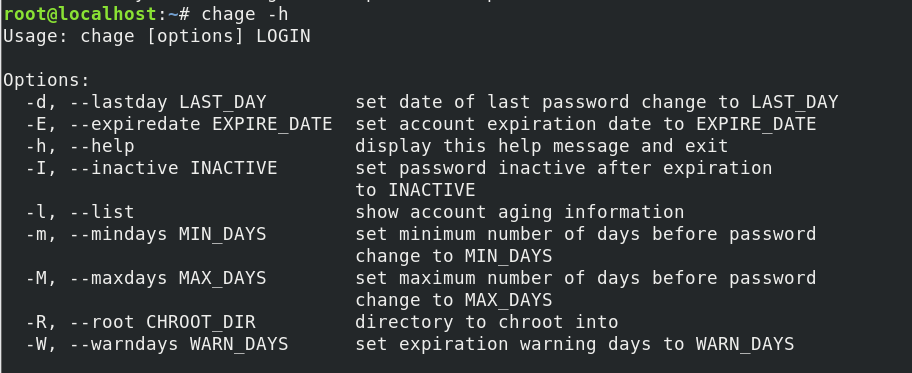 root@localhost:~# chage -h
Usage: chage [options] LOGIN

Options:
  -d, --lastday LAST_DAY        set date of last password change to LAST_DAY
  -E, --expiredate EXPIRE_DATE  set account expiration date to EXPIRE_DATE
  -h, --help                    display this help message and exit
  -I, --inactive INACTIVE       set password inactive after expiration
                                to INACTIVE
  -l, --list                    show account aging information
  -m, --mindays MIN_DAYS        set minimum number of days before password
                                change to MIN_DAYS
  -M, --maxdays MAX_DAYS        set maximum number of days before password
                                change to MAX_DAYS
  -R, --root CHROOT_DIR         directory to chroot into
  -W, --warndays WARN_DAYS      set expiration warning days to WARN_DAYS